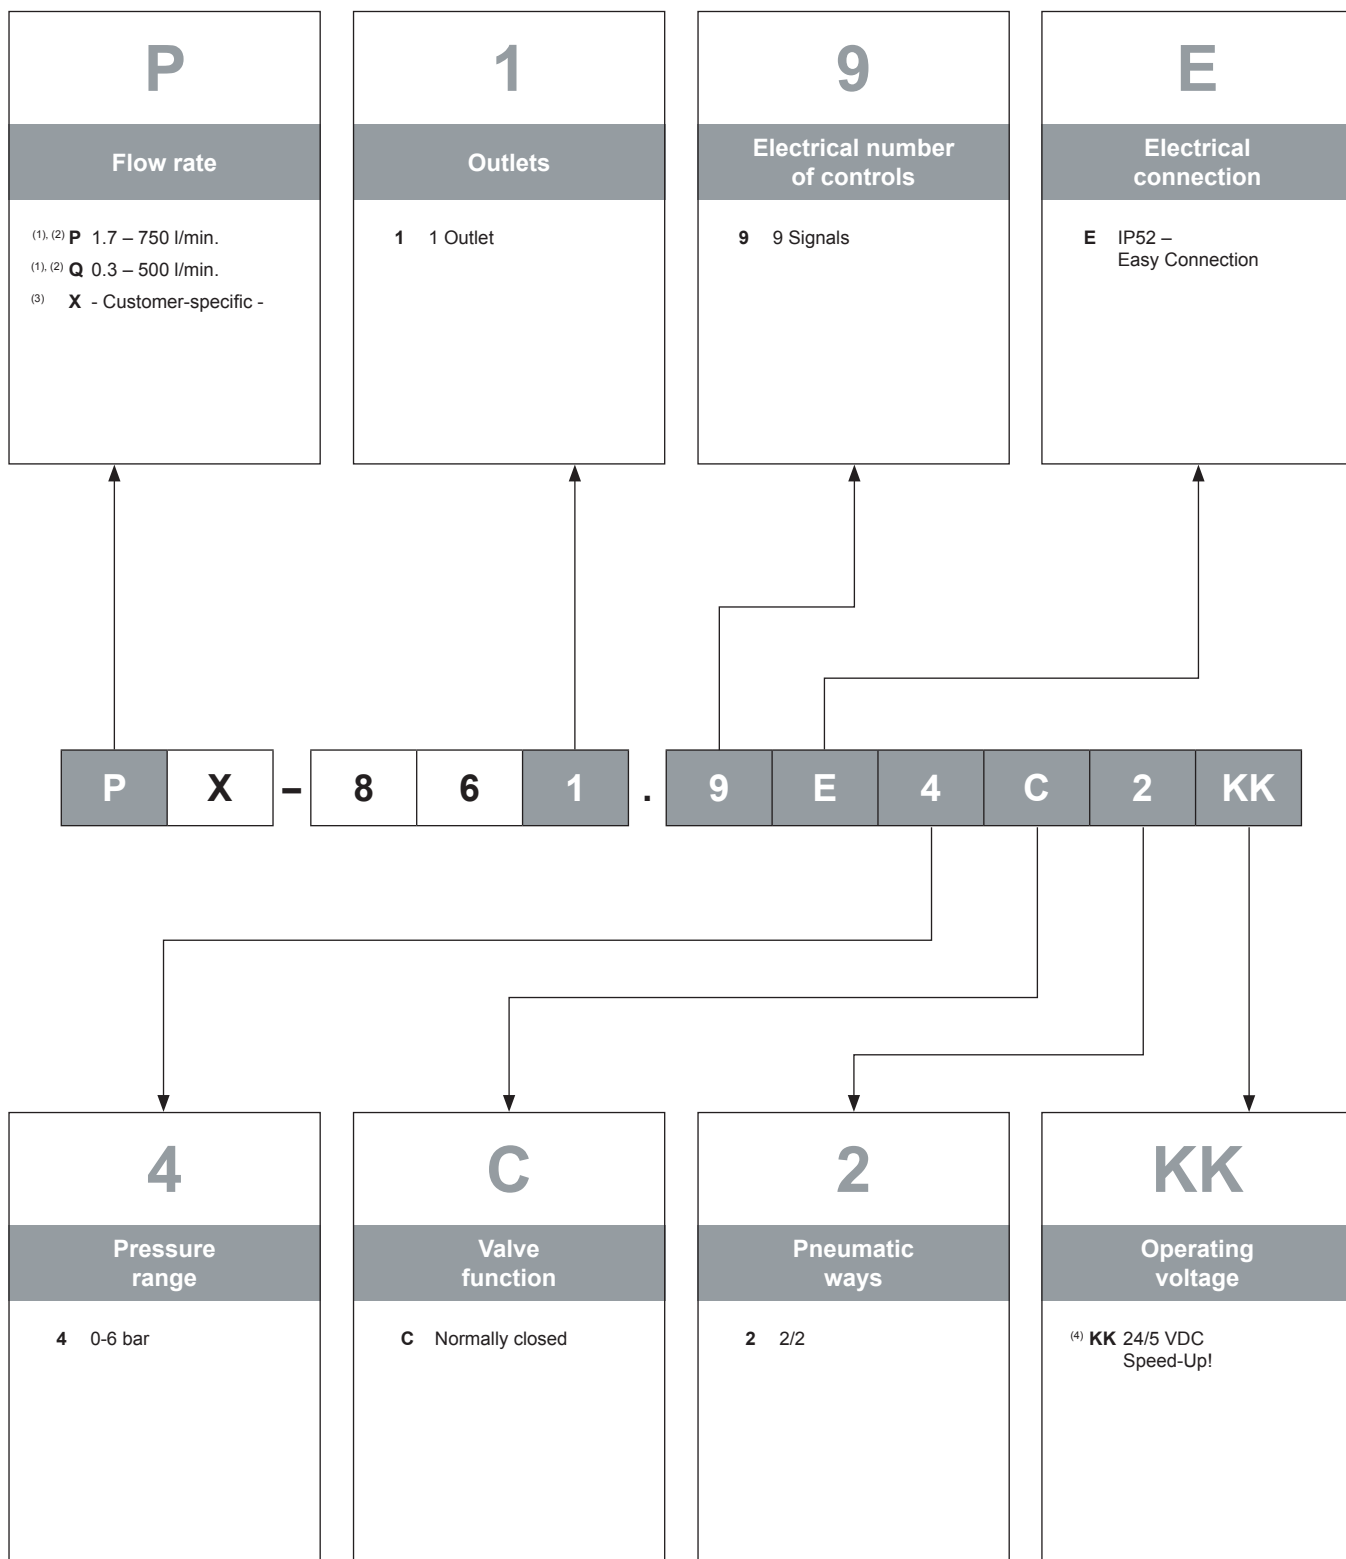 P
Flow rate
(1), (2) P 1.7 – 750 l/min.
(1), (2) Q 0.3 – 500 l/min.
(3) X - Customer-specific -
1
Outlets
1 1 Outlet
9
Electrical number
of controls
9 9 Signals
E
Electrical
connection
E IP52 –
Easy Connection
P X – 8 6 1 . 9 E 4 C 2 KK
4
Pressure
range
4 0-6 bar
C
Valve
function
C Normally closed
2
Pneumatic
ways
2 2/2
KK
Operating
voltage
(4) KK 24/5 VDC
Speed-Up!